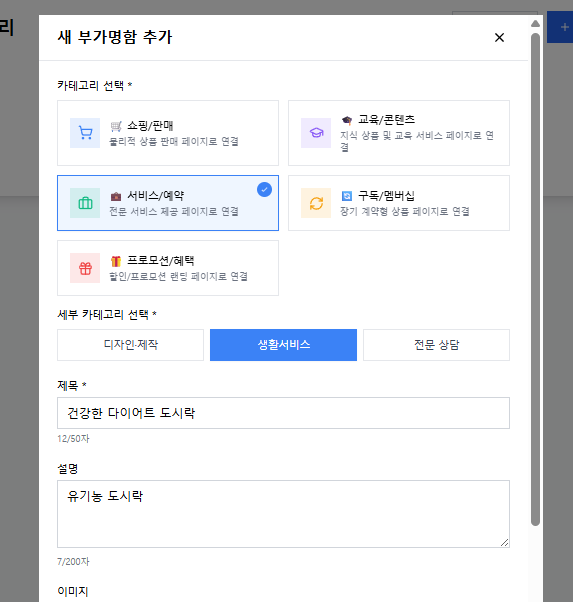 리
새 부가명함 추가
카테고리 선택 *
🛒 쇼핑/판매
물리적 상품 판매 페이지로 연결
🎓 교육/콘텐츠
지식 상품 및 교육 서비스 페이지로 연
결
💼 서비스/예약
전문 서비스 제공 페이지로 연결
🔄 구독/멤버십
장기 계약형 상품 페이지로 연결
🎁 프로모션/혜택
할인/프로모션 랜딩 페이지로 연결
세부 카테고리 선택 *
디자인·제작
생활서비스
전문 상담
제목 *
건강한 다이어트 도시락
12/50자
설명
유기농 도시락
7/200자
이미지